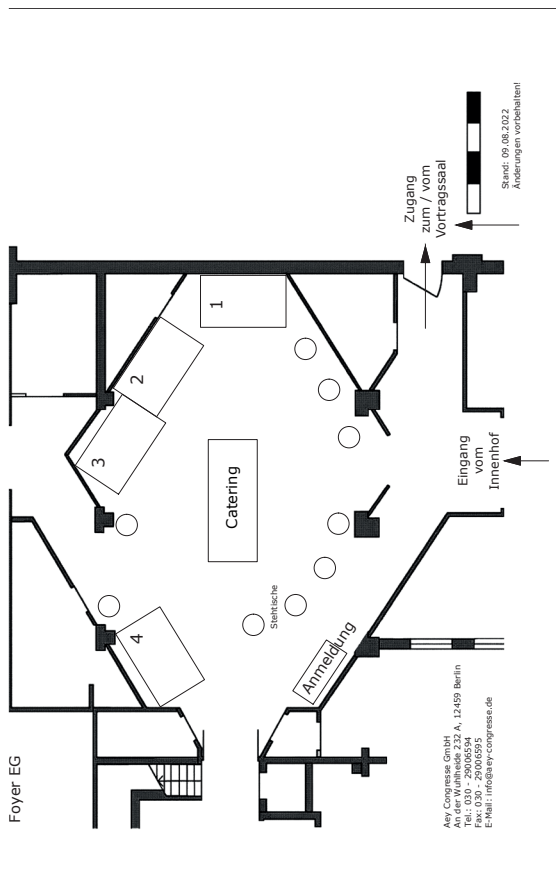 Foyer EG
1
2
3
4
Catering
Stehtische
Anmeldung
Zugang
zum / vom
Vortragssaal
Eingang
vom
Innenhof
Stand: 09.08.2022
Änderungen vorbehalten!
Aey Congresse GmbH
An der Wuhlheide 232 A, 12459 Berlin
Tel.: 030 - 29006594
Fax: 030 - 29006595
E-Mail: info@aey-congresse.de